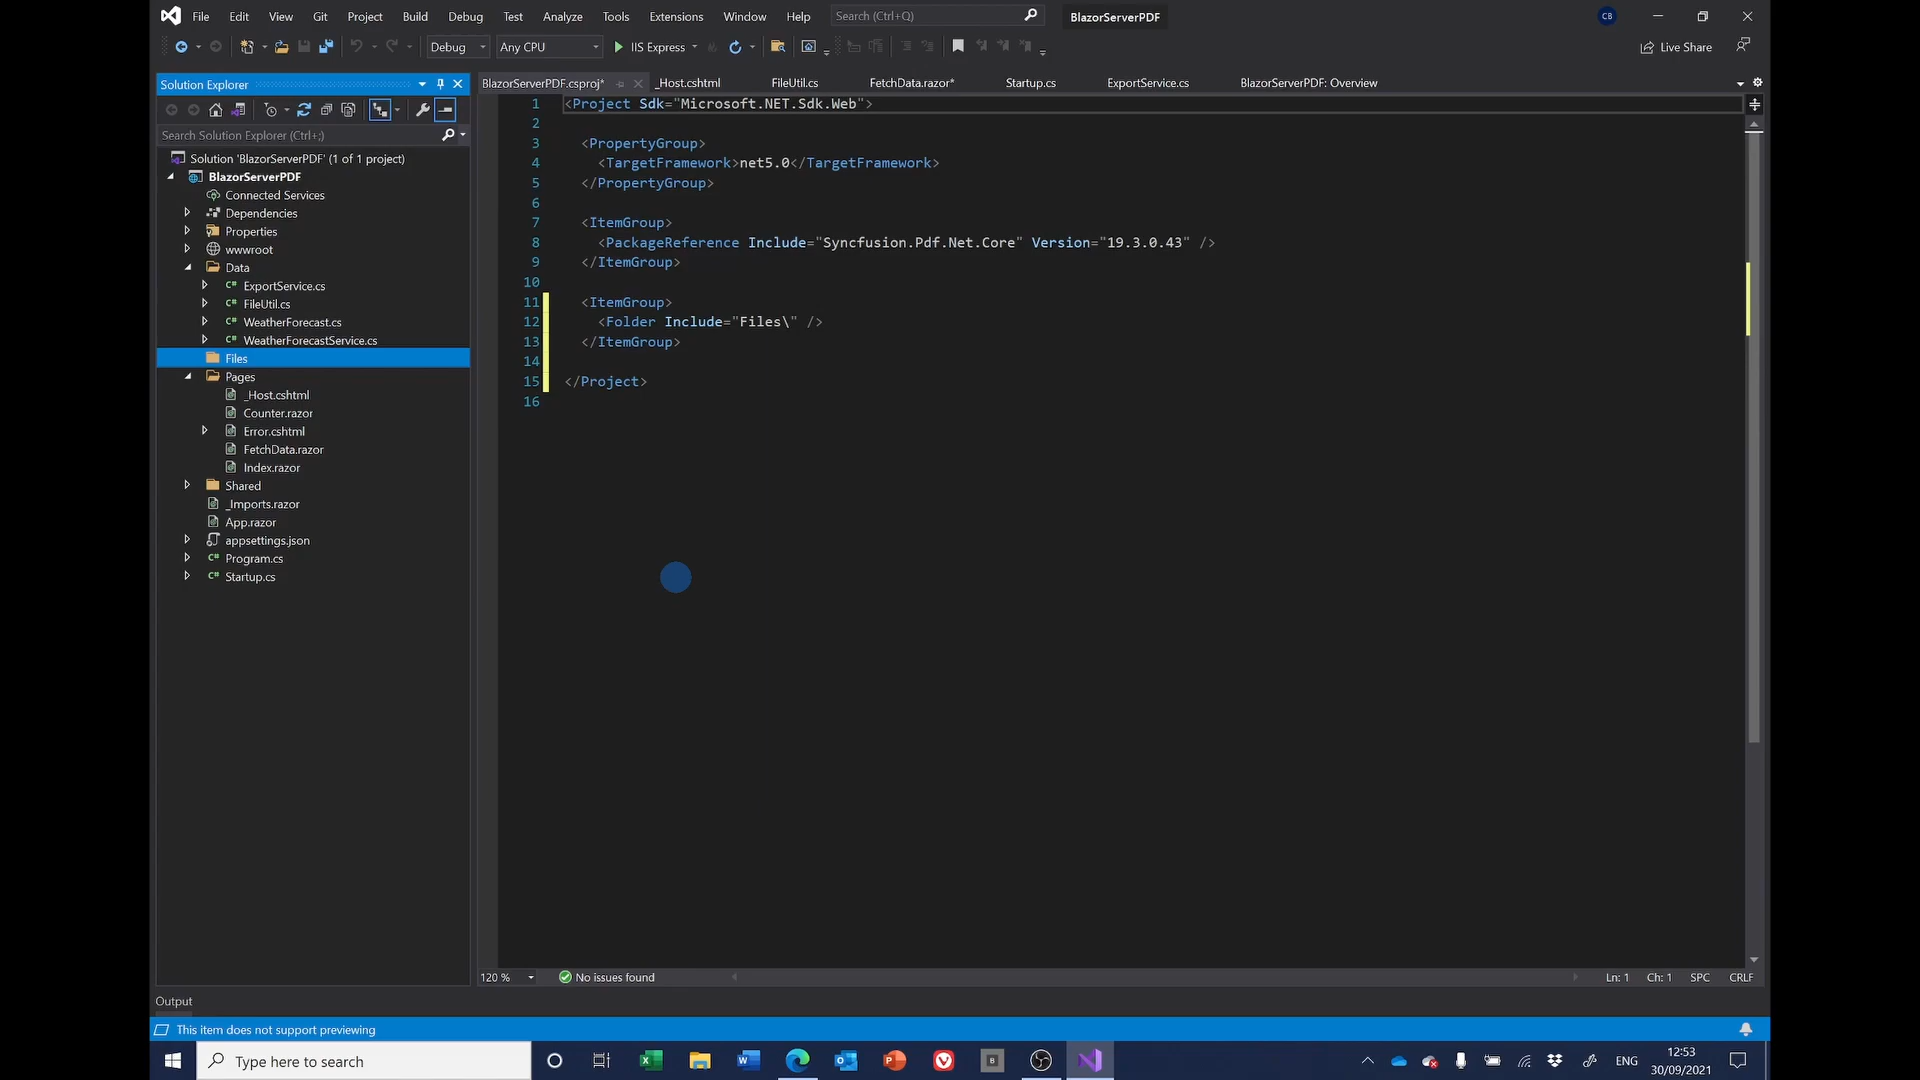 File Edit View Git Project Build Debug Test Analyze Tools Extensions Window Help Search (Ctrl+Q) BlazorServerPDF CB
Debug Any CPU IIS Express Live Share
Solution Explorer
Search Solution Explorer (Ctrl+;)
Solution 'BlazorServerPDF' (1 of 1 project)
BlazorServerPDF
Connected Services
Dependencies
Properties
wwwroot
Data
ExportService.cs
FileUtil.cs
WeatherForecast.cs
WeatherForecastService.cs
Files
Pages
_Host.cshtml
Counter.razor
Error.cshtml
FetchData.razor
Index.razor
Shared
_Imports.razor
App.razor
appsettings.json
Program.cs
Startup.cs
BlazorServerPDF.csproj* _Host.cshtml FileUtil.cs FetchData.razor* Startup.cs ExportService.cs BlazorServerPDF: Overview
1 <Project Sdk="Microsoft.NET.Sdk.Web">
2
3 <PropertyGroup>
4 <TargetFramework>net5.0</TargetFramework>
5 </PropertyGroup>
6
7 <ItemGroup>
8 <PackageReference Include="Syncfusion.Pdf.Net.Core" Version="19.3.0.43" />
9 </ItemGroup>
10
11 <ItemGroup>
12 <Folder Include="Files\" />
13 </ItemGroup>
14
15 </Project>
16
120 % No issues found Ln: 1 Ch: 1 SPC CRLF
Output
This item does not support previewing
Type here to search ENG 12:53
30/09/2021